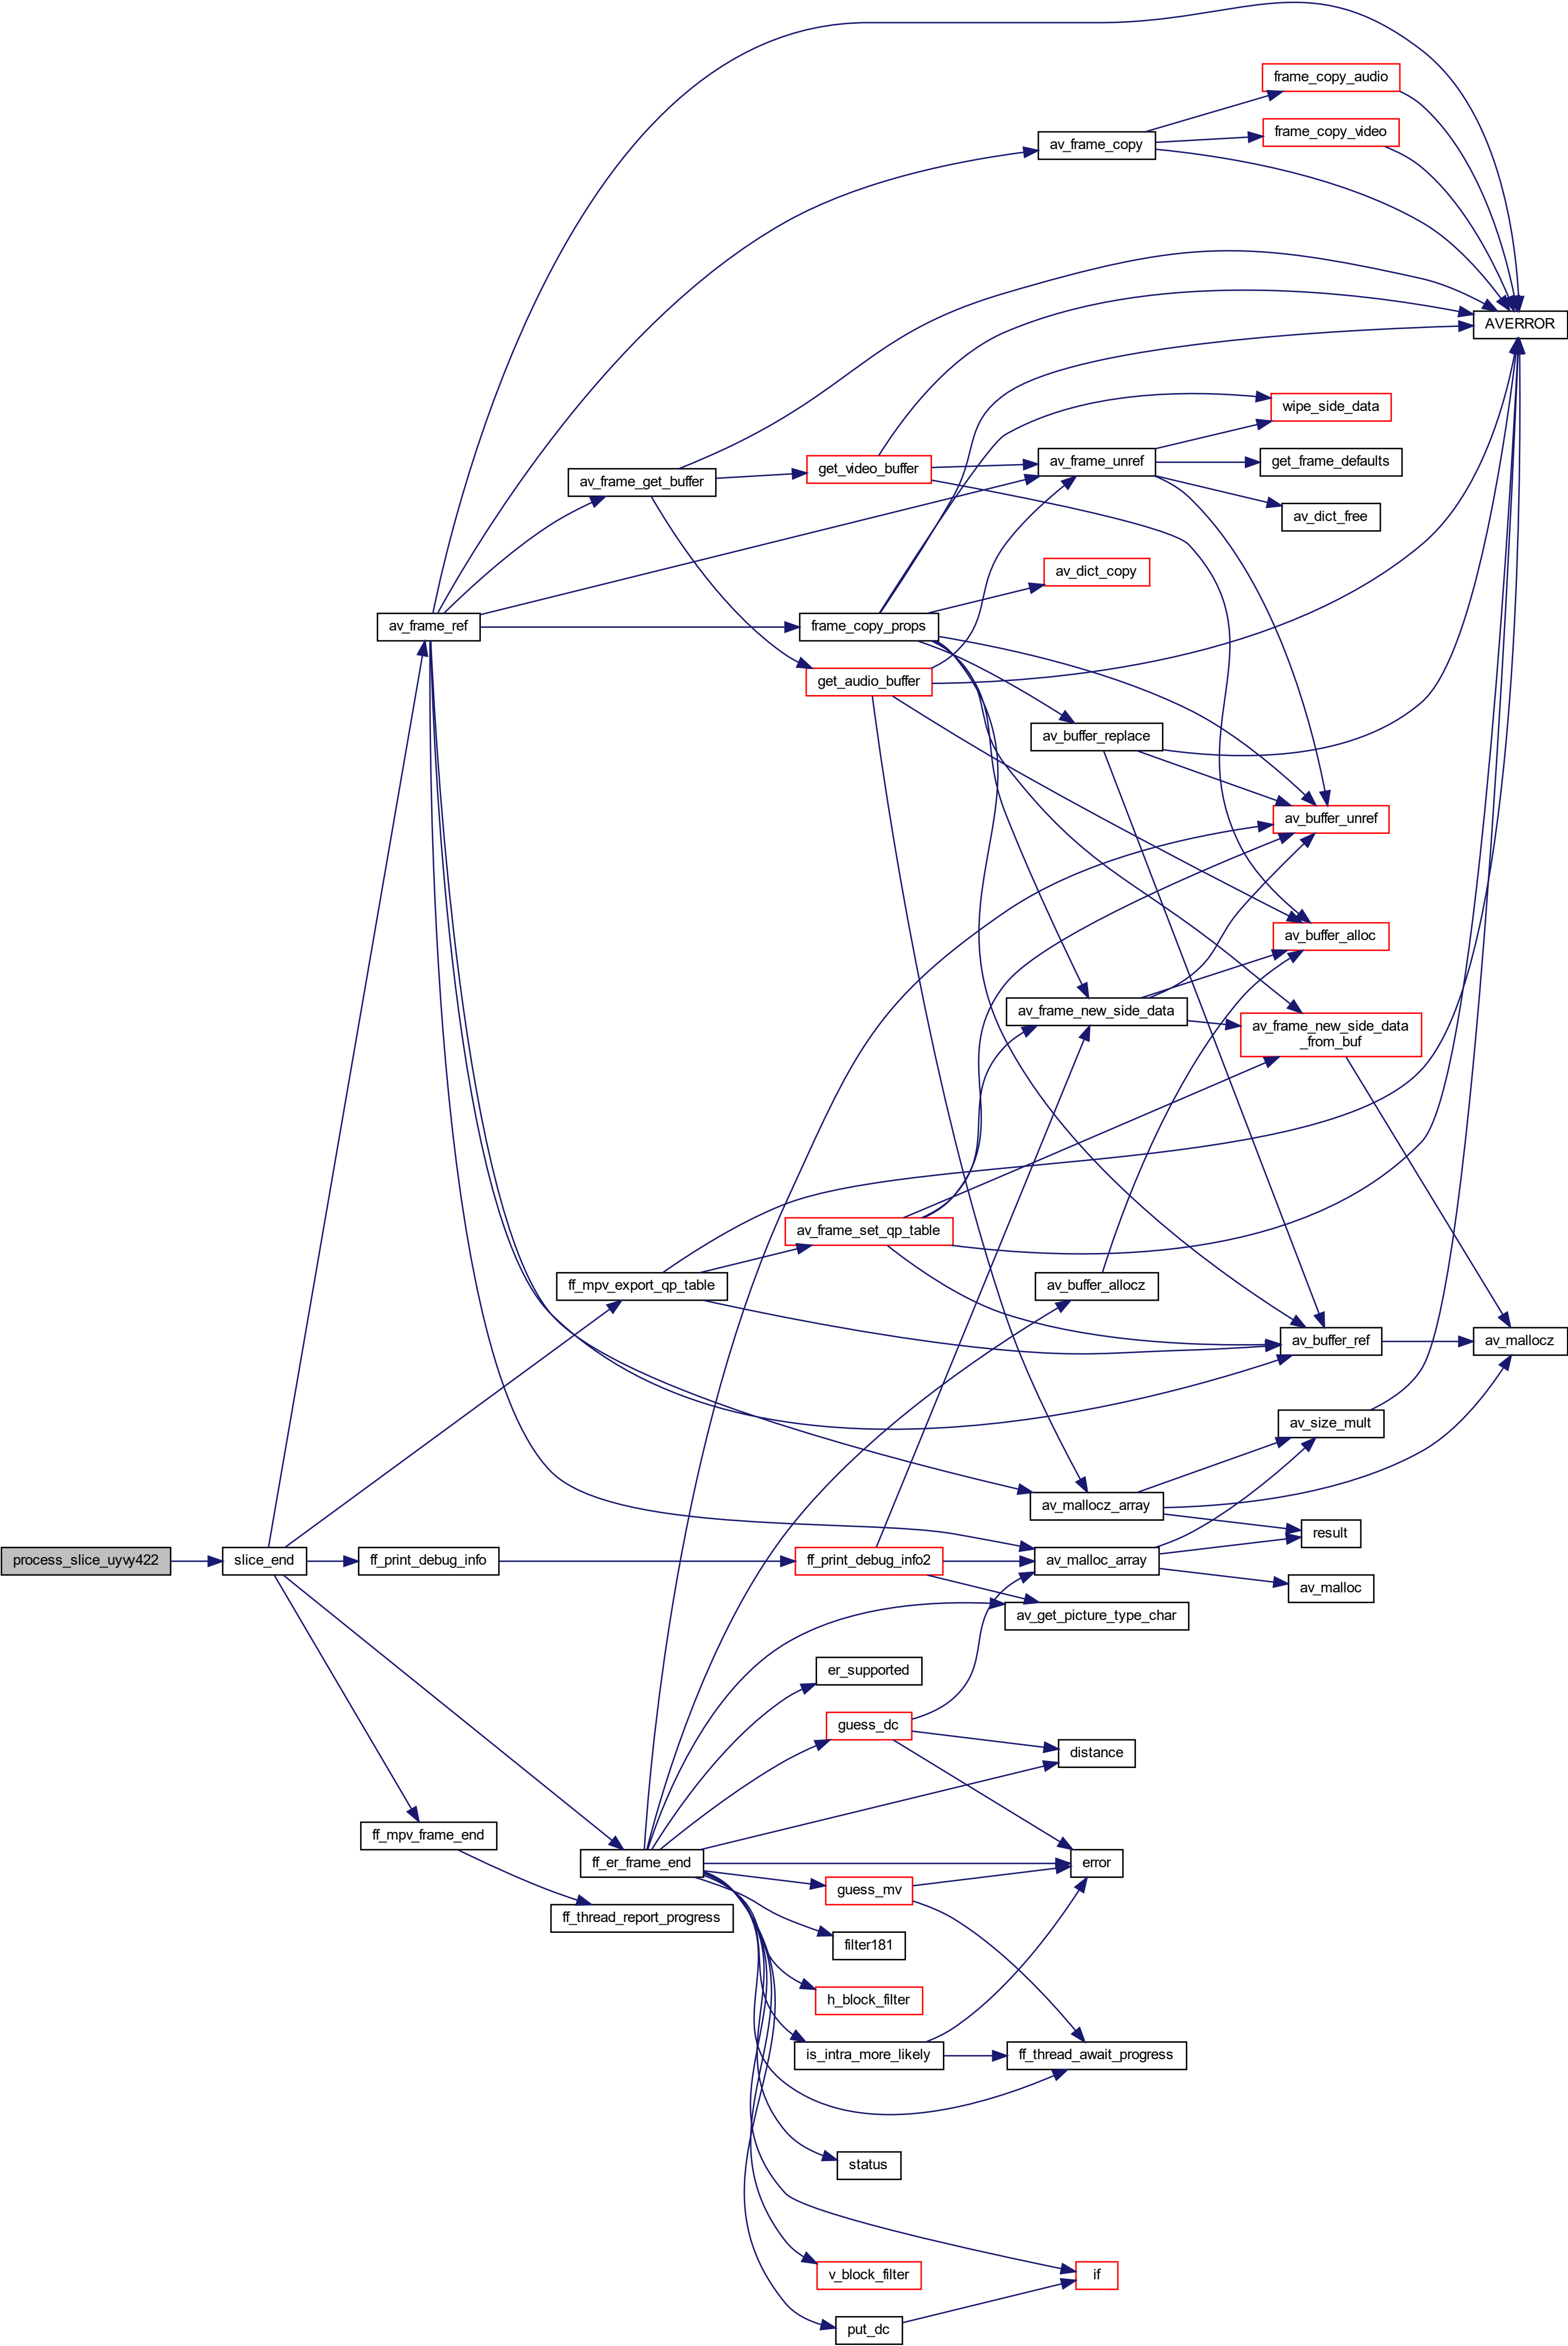 frame_copy_audio
frame_copy_video
av_frame_copy
AVERROR
wipe_side_data
av_frame_unref
get_frame_defaults
get_video_buffer
av_frame_get_buffer
av_dict_free
av_dict_copy
av_frame_ref
frame_copy_props
get_audio_buffer
av_buffer_replace
av_buffer_unref
av_buffer_alloc
av_frame_new_side_data
av_frame_new_side_data
_from_buf
av_frame_set_qp_table
ff_mpv_export_qp_table
av_buffer_allocz
av_buffer_ref
av_mallocz
av_size_mult
av_mallocz_array
result
process_slice_uyvy422
slice_end
ff_print_debug_info
ff_print_debug_info2
av_malloc_array
av_malloc
av_get_picture_type_char
er_supported
guess_dc
distance
ff_mpv_frame_end
ff_er_frame_end
error
guess_mv
ff_thread_report_progress
filter181
h_block_filter
is_intra_more_likely
ff_thread_await_progress
status
v_block_filter
if
put_dc